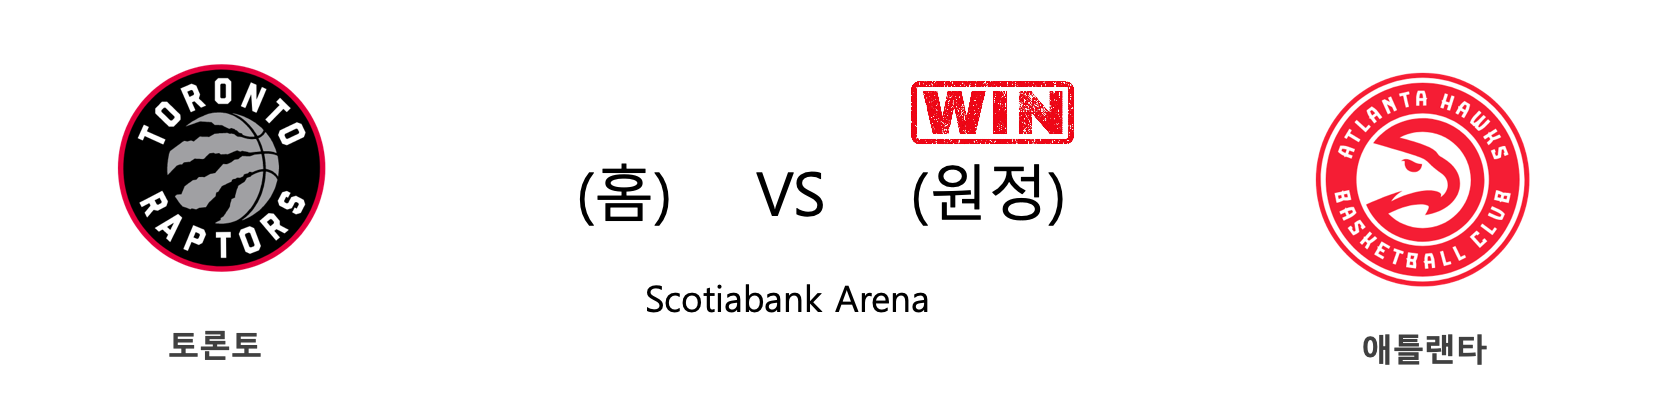 TORONTO
RAPTORS
토론토
WIN
(홈) VS (원정)
Scotiabank Arena
ATLANTA HAWKS
BASKETBALL CLUB
애틀랜타